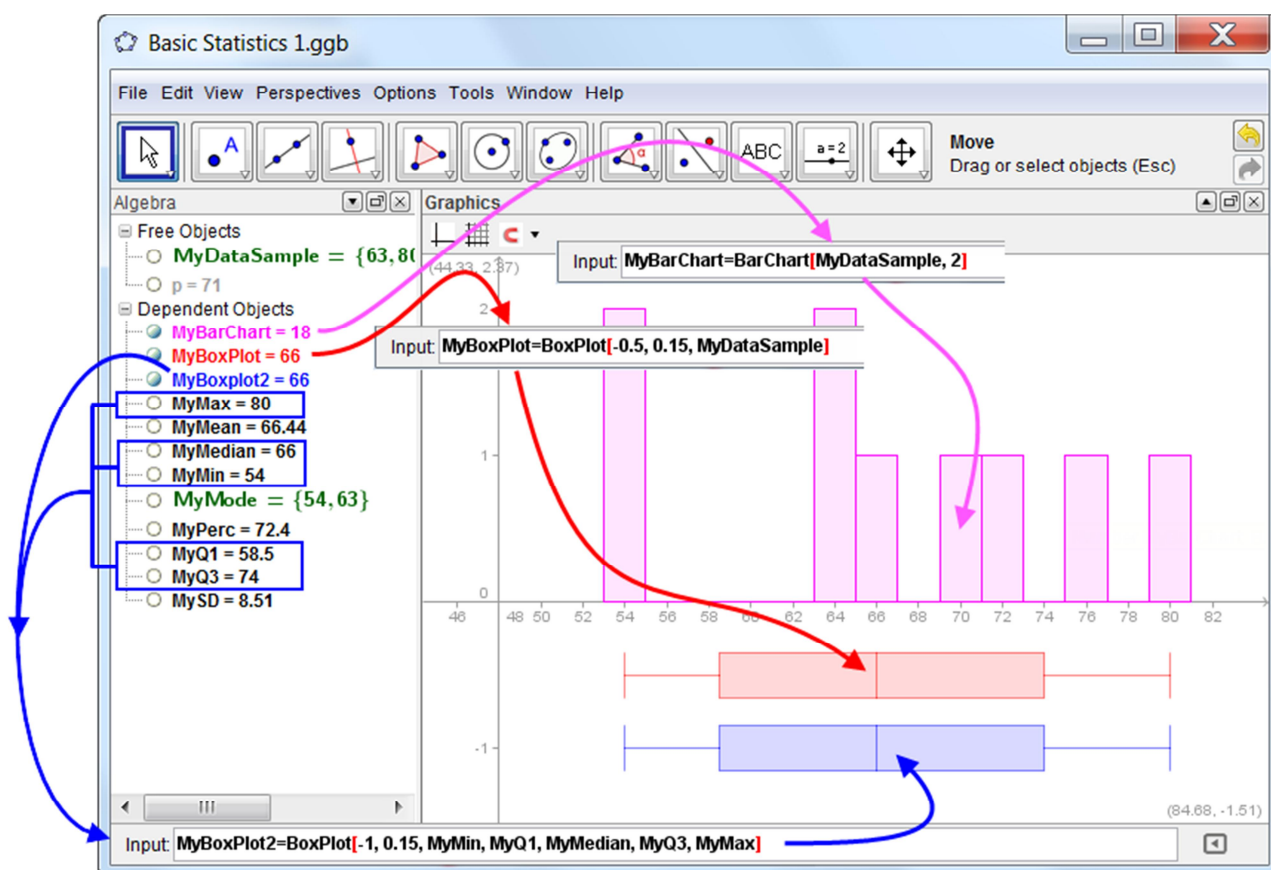 Basic Statistics 1.ggb
File Edit View Perspectives Options Tools Window Help
A
α
ABC
a = 2
Move
Drag or select objects (Esc)
Algebra
Graphics
Free Objects
MyDataSample = {63,80
p = 71
Dependent Objects
MyBarChart = 18
MyBoxPlot = 66
MyBoxplot2 = 66
MyMax = 80
MyMean = 66.44
MyMedian = 66
MyMin = 54
MyMode = {54,63}
MyPerc = 72.4
MyQ1 = 58.5
MyQ3 = 74
MySD = 8.51
(44.33, 2.37)
Input: MyBarChart=BarChart[MyDataSample, 2]
2
Input: MyBoxPlot=BoxPlot[-0.5, 0.15, MyDataSample]
1
0
46 48 50 52 54 56 58 60 62 64 66 68 70 72 74 76 78 80 82
-1
(84.68, -1.51)
Input: MyBoxPlot2=BoxPlot[-1, 0.15, MyMin, MyQ1, MyMedian, MyQ3, MyMax]